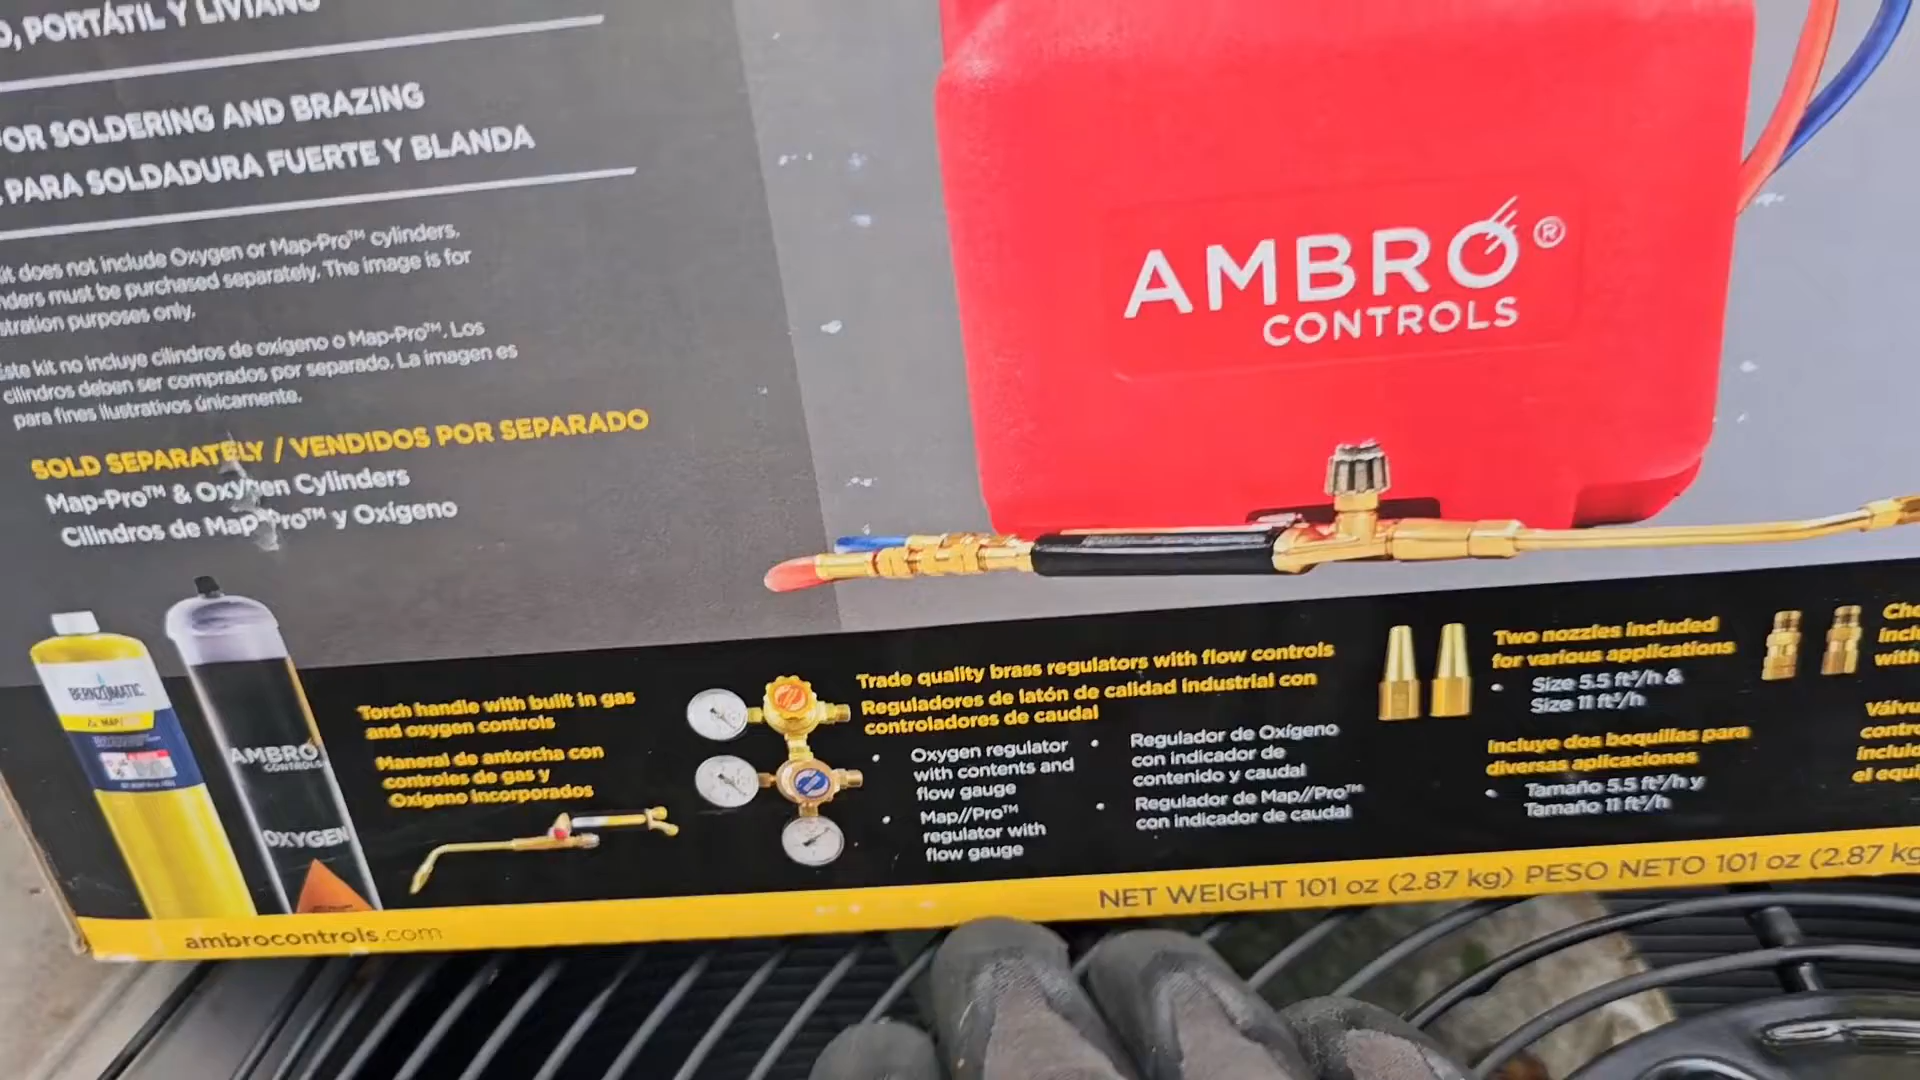 PORTÁTIL Y LIVIANO
FOR SOLDERING AND BRAZING
PARA SOLDADURA FUERTE Y BLANDA
does not include Oxygen or Map-Pro™ cylinders.
must be purchased separately. The image is for
purposes only.
Este kit no incluye cilindros de oxígeno o Map-Pro™. Los
cilindros deben ser comprados por separado. La imagen es
para fines ilustrativos únicamente.
SOLD SEPARATELY / VENDIDOS POR SEPARADO
Map-Pro™ & Oxygen Cylinders
Cilindros de Map-Pro™ y Oxígeno
AMBRO®
CONTROLS
BERNZOMATIC
AMBRO
CONTROLS
OXYGEN
Torch handle with built in gas
and oxygen controls
Maneral de antorcha con
controles de gas y
Oxígeno incorporados
Trade quality brass regulators with flow controls
Reguladores de latón de calidad industrial con
controladores de caudal
• Oxygen regulator
with contents and
flow gauge
• Map//Pro™
regulator with
flow gauge
• Regulador de Oxígeno
con indicador de
contenido y caudal
• Regulador de Map//Pro™
con indicador de caudal
Two nozzles included
for various applications
• Size 5.5 ft³/h &
Size 11 ft³/h
Incluye dos boquillas para
diversas aplicaciones
• Tamaño 5.5 ft³/h y
Tamaño 11 ft³/h
el
NET WEIGHT 101 oz (2.87 kg) PESO NETO 101 oz (2.87 kg
ambrocontrols.com